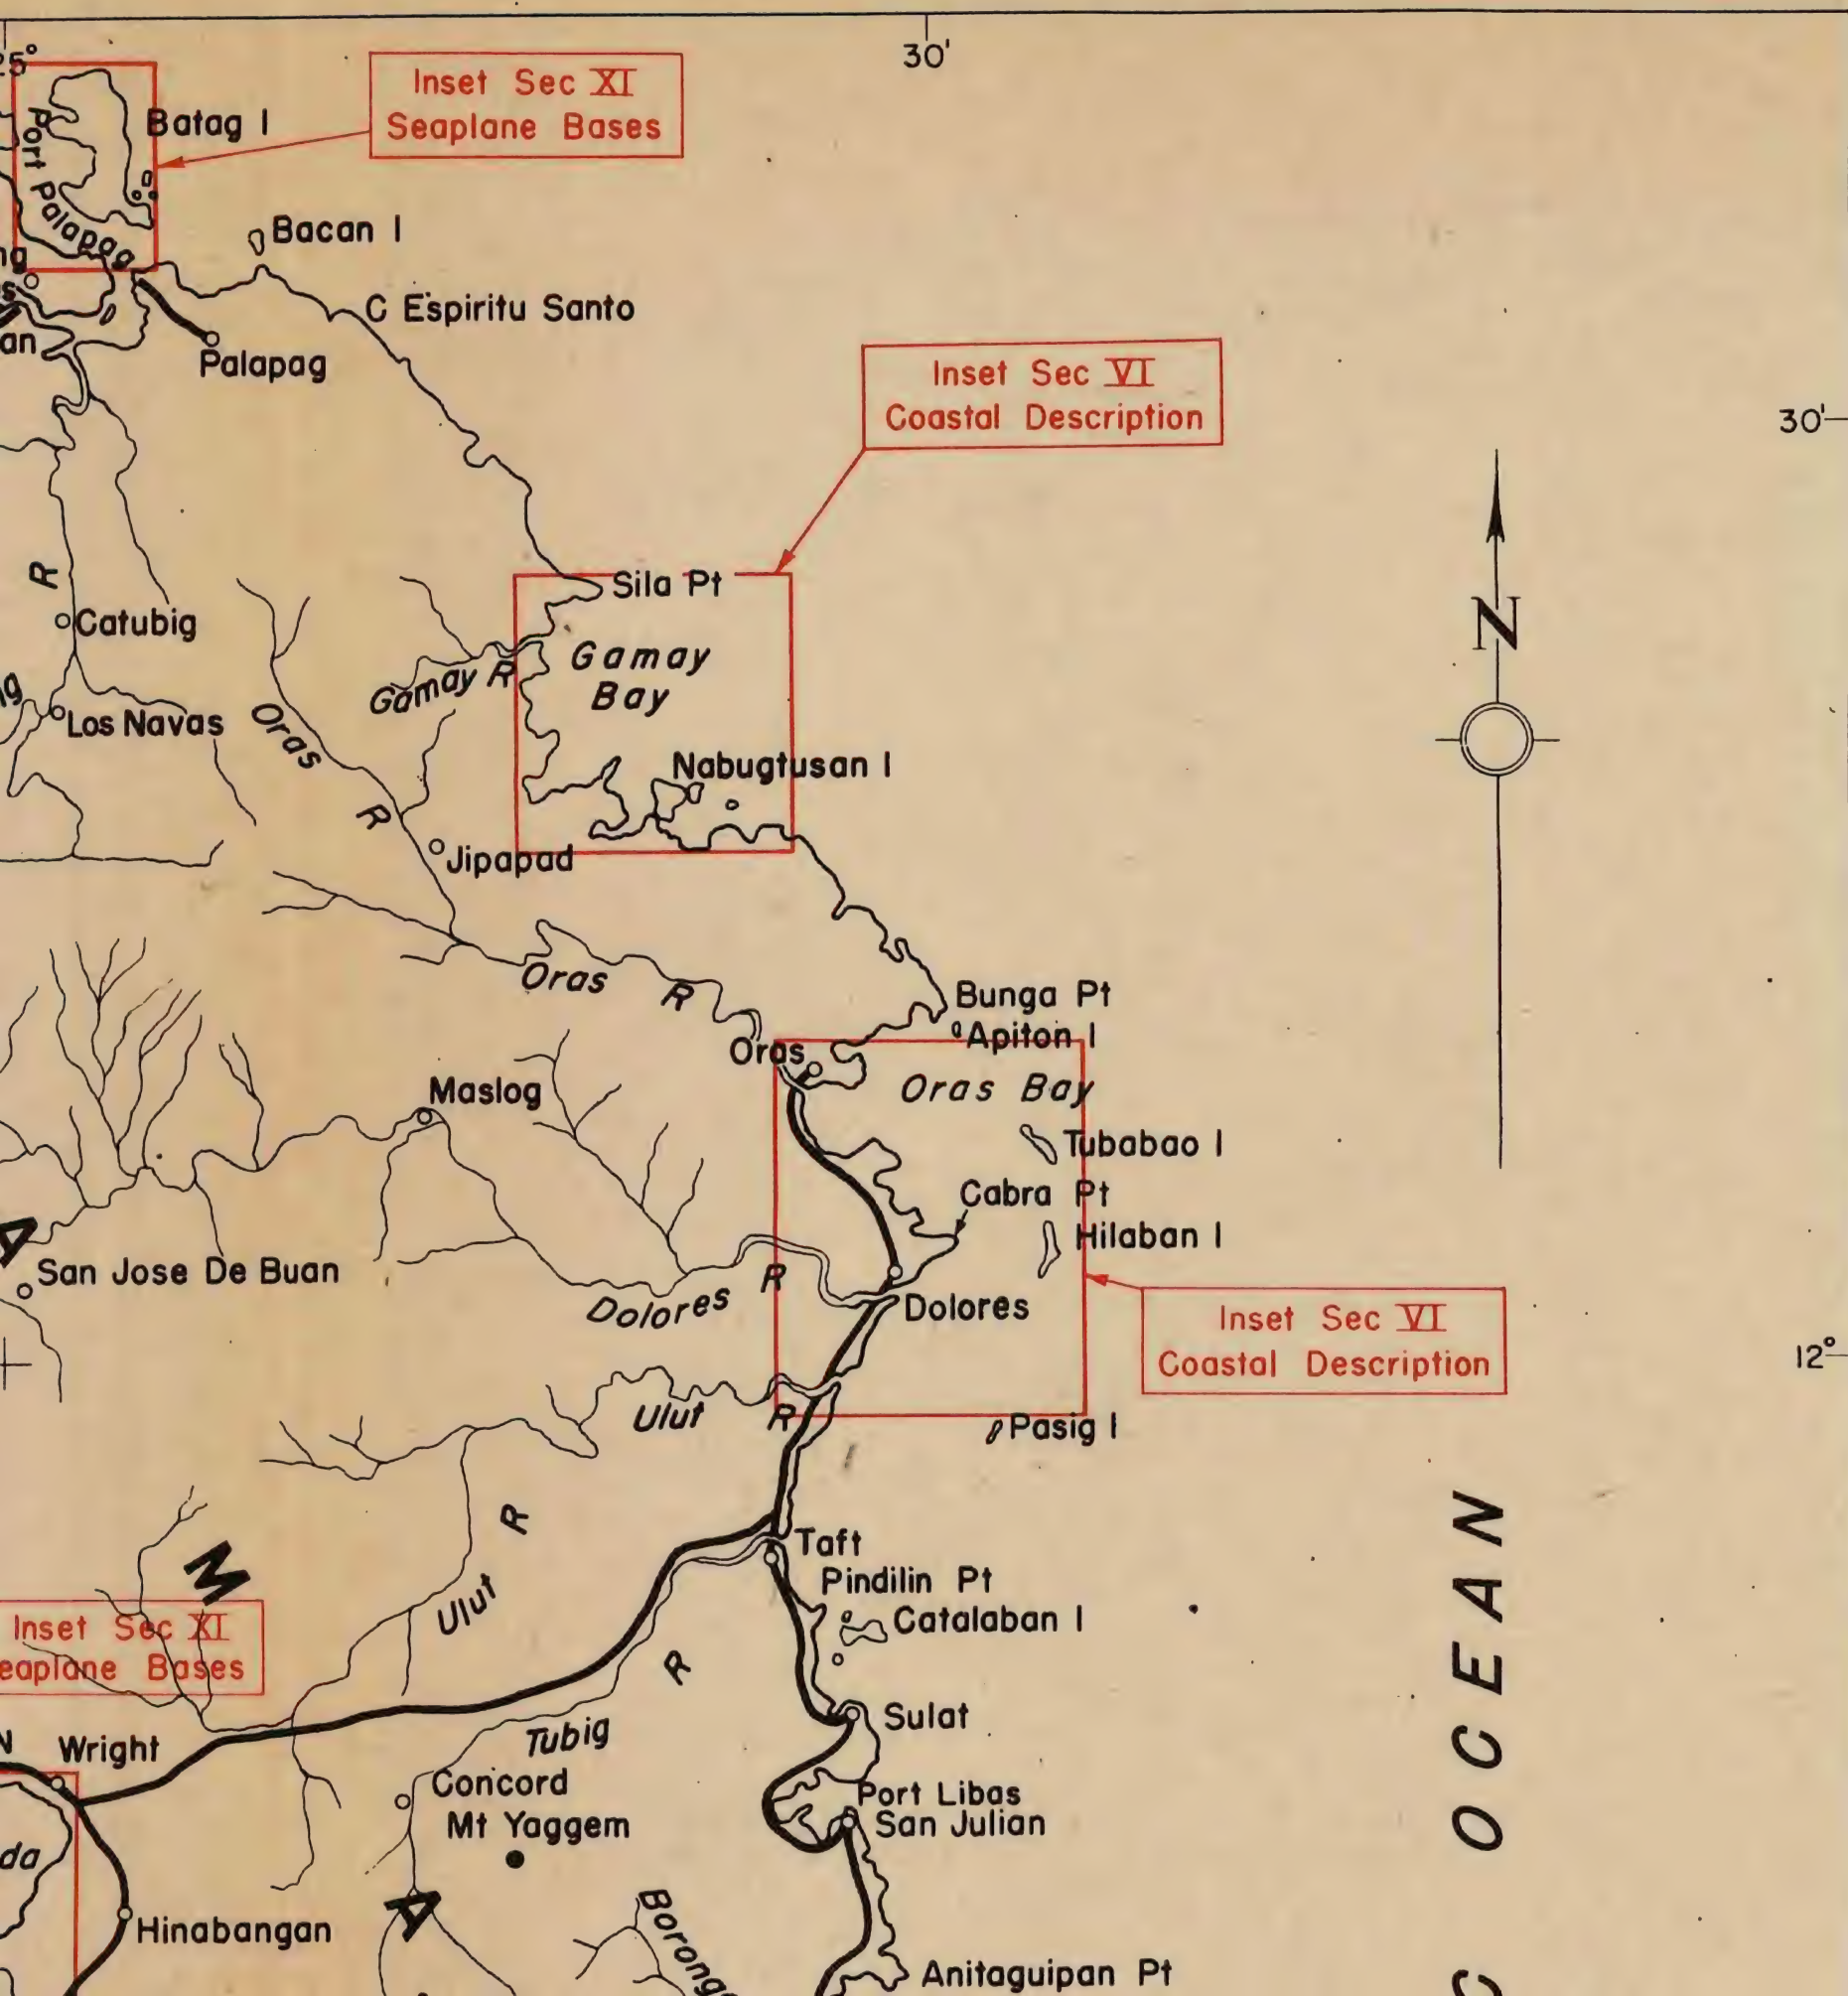 25°
30'
Inset Sec XI
Seaplane Bases
Batag I
Port Palapag
Bacan I
C Espiritu Santo
Palapag
Inset Sec VI
Coastal Description
30'
Sila Pt
R
Catubig
Gamay
Bay
Gamay R
N
Los Navas
Oras
R
Nabugtusan I
Jipapad
Oras R
Bunga Pt
Apiton I
Oras
Oras Bay
Maslog
Tubabao I
Cabra Pt
Hilaban I
San Jose De Buan
Dolores R
Dolores
Inset Sec VI
Coastal Description
12°
Ulut R
Pasig I
R
Ulut
M
Taft
Pindilin Pt
Catalaban I
Inset Sec XI
Seaplane Bases
R
Tubig
Sulat
Wright
Concord
Mt Yaggem
Port Libas
San Julian
OCEAN
A
Hinabangan
Borong
Anitaguipan Pt
C